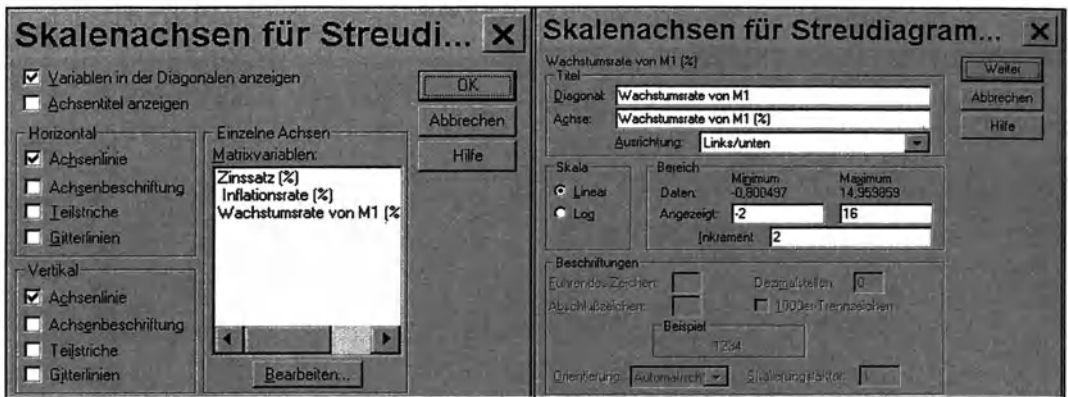 Skalenachsen für Streudi...
Variablen in der Diagonalen anzeigen
Achsentitel anzeigen
OK
Abbrechen
Hilfe
Horizontal
Achsenlinie
Achsenbeschriftung
Teilstriche
Gitterlinien
Vertikal
Achsenlinie
Achsenbeschriftung
Teilstriche
Gitterlinien
Einzelne Achsen
Matrixvariablen:
Zinssatz (%)
Inflationsrate (%)
Wachstumsrate von M1 (%
Bearbeiten...
Skalenachsen für Streudiagram...
Wachstumsrate von M1 (%)
Titel
Diagonal: Wachstumsrate von M1
Achse: Wachstumsrate von M1 (%)
Ausrichtung: Links/unten
Weiter
Abbrechen
Hilfe
Skala
Linear
Log
Bereich
Minimum Maximum
Daten: -0,800497 14,959859
Angezeigt: -2 16
Inkrement: 2
Beschriftungen
Führendes Zeichen: Dezimalstellen: 0
Abschlußzeichen: 1000er-Trennzeichen
Beispiel
1234
Orientierung: Automatisch Skalierungsfaktor: 1